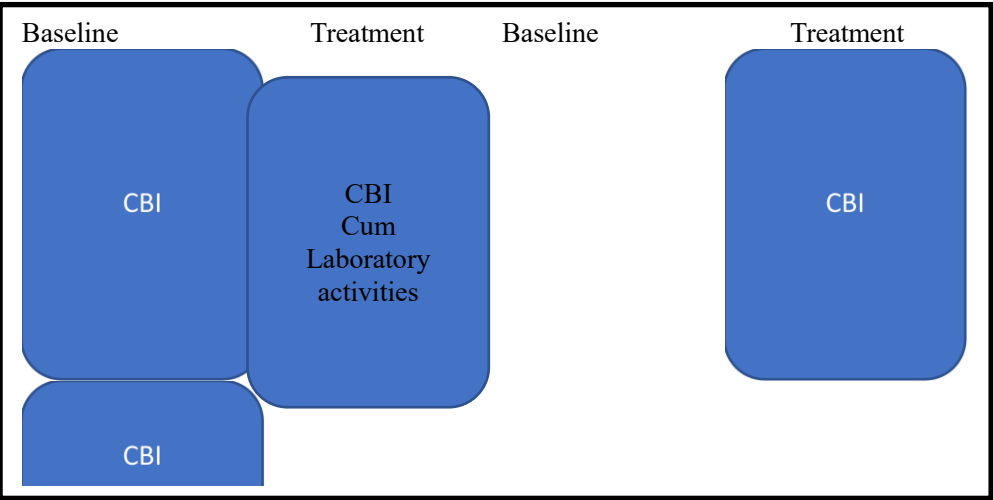 Baseline Treatment Baseline Treatment
CBI
CBI
Cum
Laboratory
activities
CBI
CBI